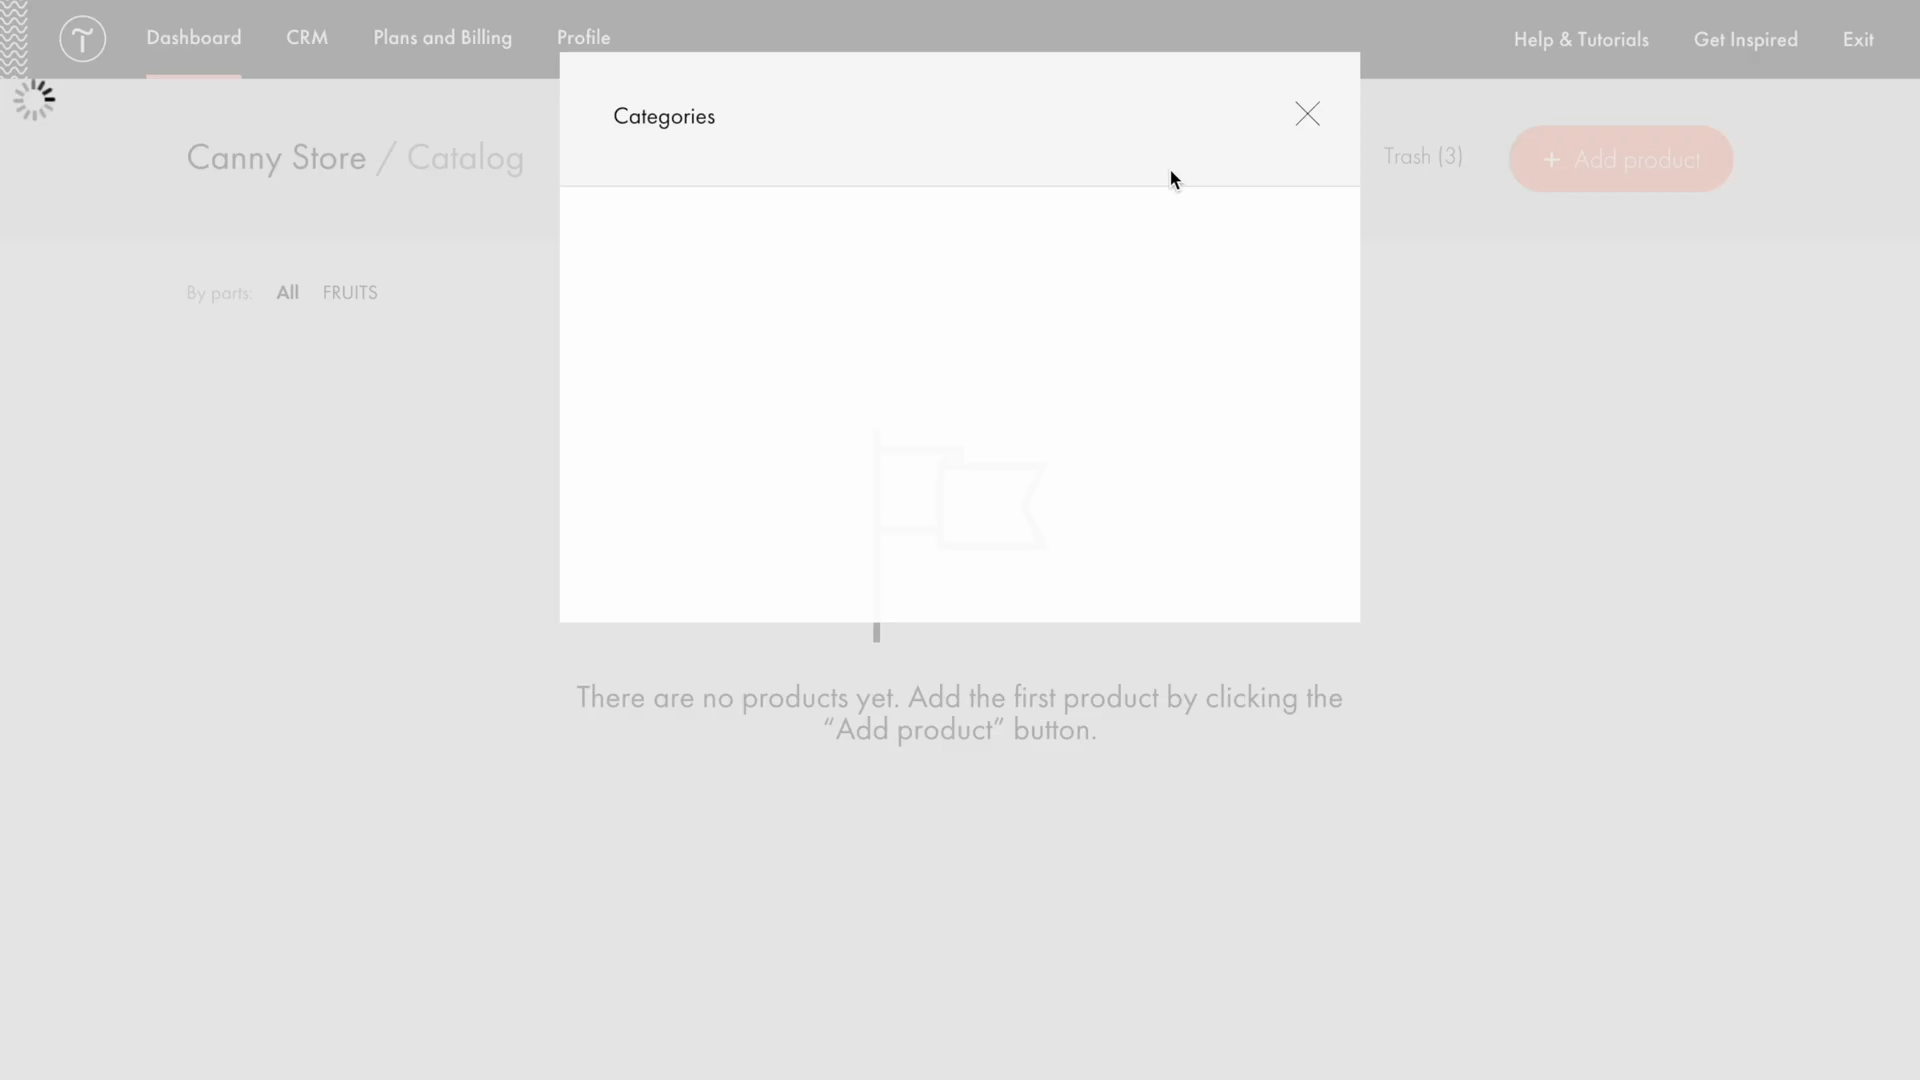 Dashboard CRM Plans and Billing Profile Help & Tutorials Get Inspired Exit
Categories
Canny Store / Catalog Trash (3) + Add product
By parts: All FRUITS
There are no products yet. Add the first product by clicking the
“Add product” button.